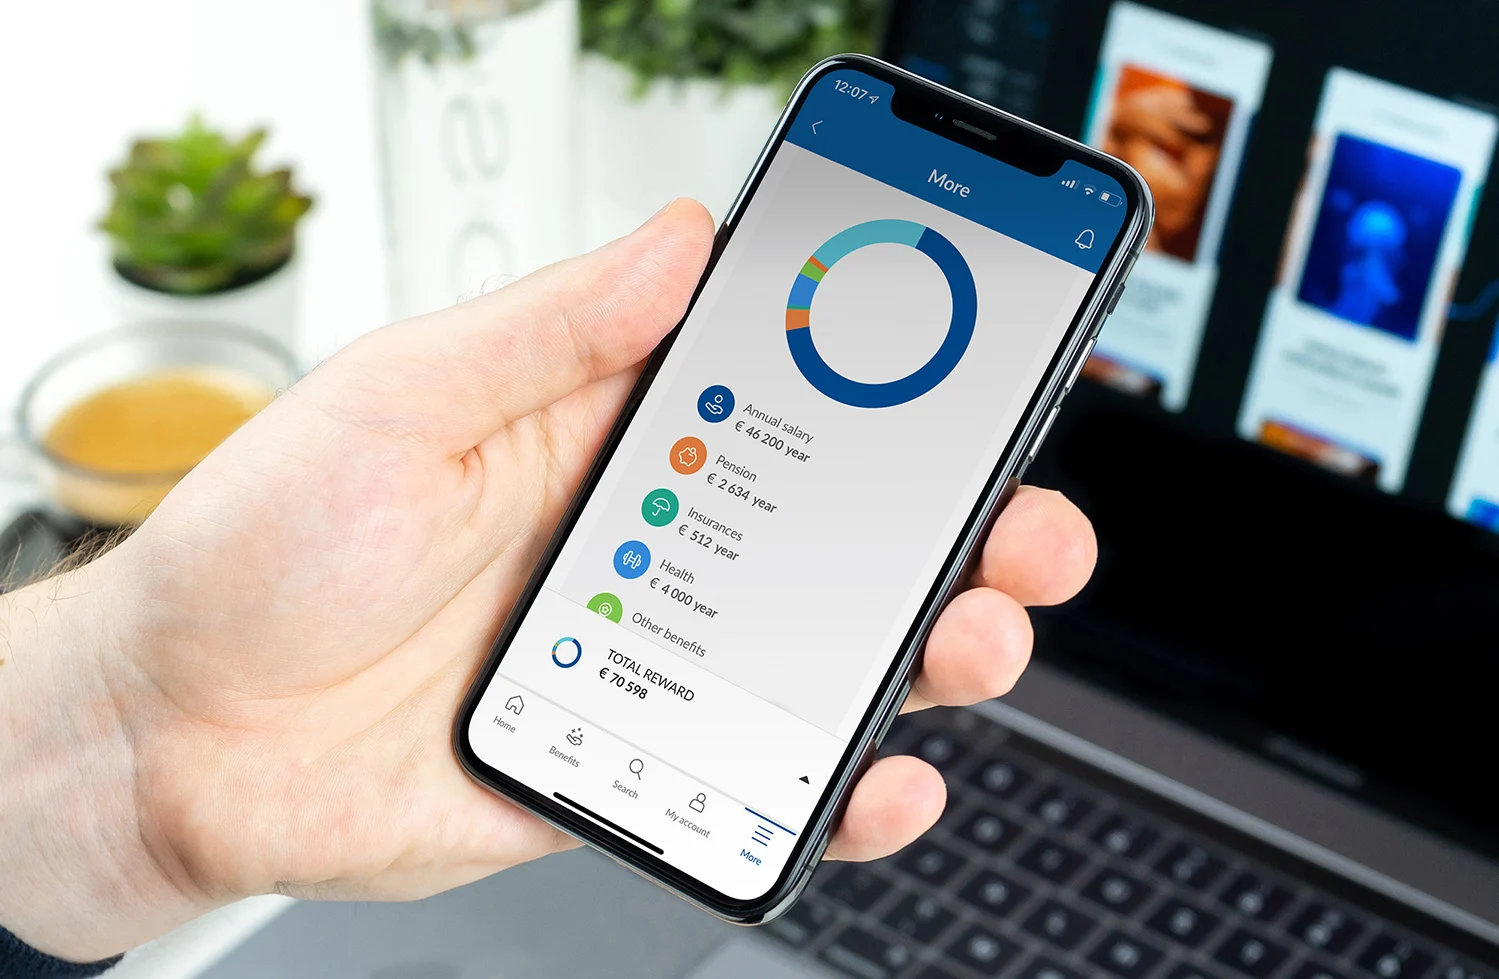 12:07
More
Annual salary
€ 46 200 year
Pension
€ 2 634 year
Insurances
€ 512 year
Health
€ 4 000 year
Other benefits
TOTAL REWARD
€ 70 598
Home
Benefits
Search
My account
More